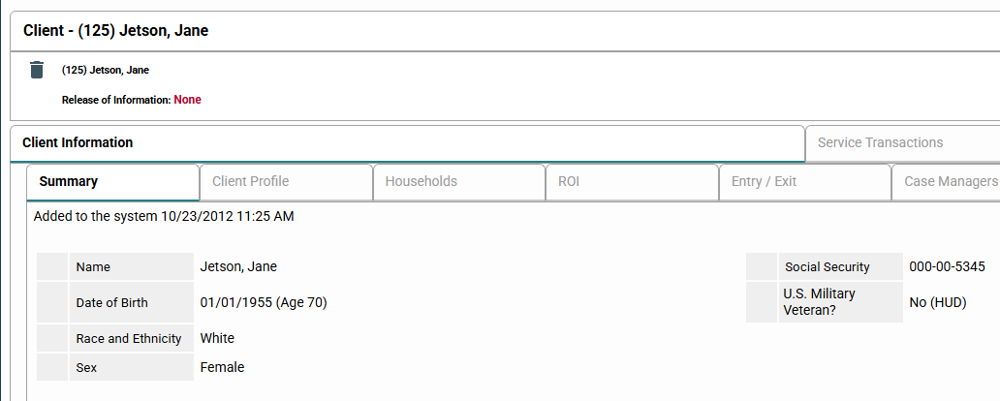 Client - (125) Jetson, Jane
(125) Jetson, Jane
Release of Information: None
Client Information
Service Transactions
Summary
Client Profile
Households
ROI
Entry / Exit
Case Managers
Added to the system 10/23/2012 11:25 AM
Name Jetson, Jane
Social Security 000-00-5345
Date of Birth 01/01/1955 (Age 70)
U.S. Military
Veteran? No (HUD)
Race and Ethnicity White
Sex Female